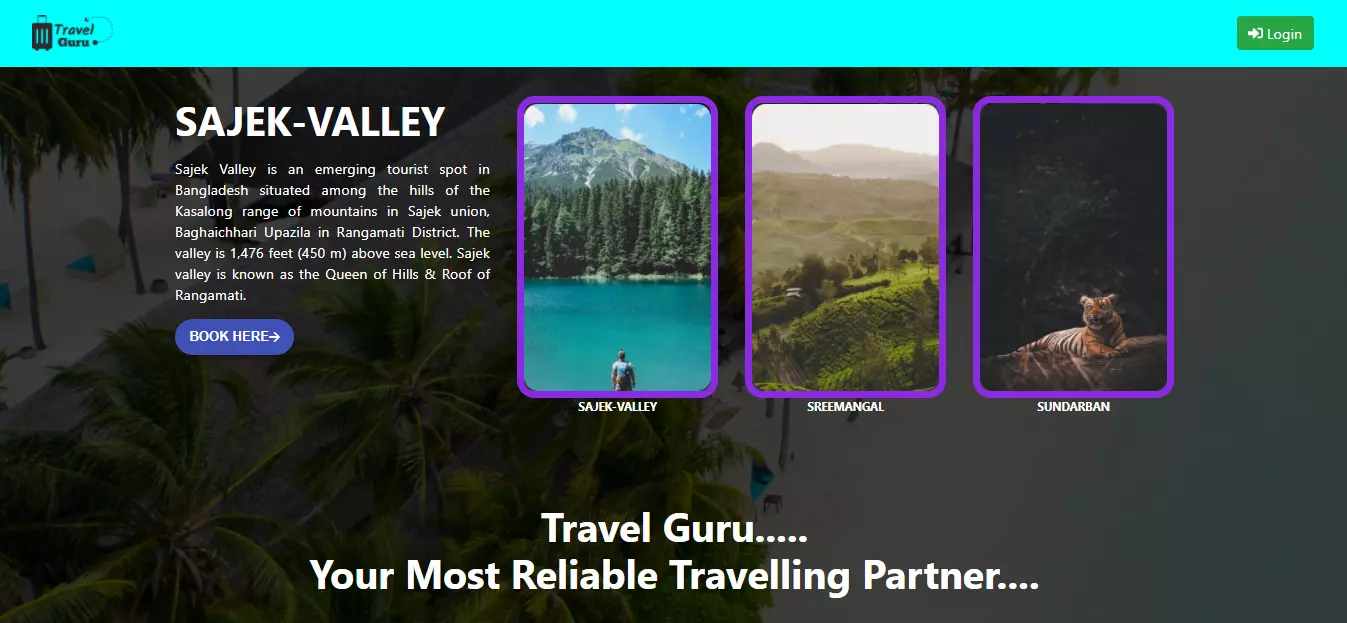 Travel
Guru
Login
SAJEK-VALLEY
Sajek Valley is an emerging tourist spot in
Bangladesh situated among the hills of the
Kasalong range of mountains in Sajek union,
Baghaichhari Upazila in Rangamati District. The
valley is 1,476 feet (450 m) above sea level. Sajek
valley is known as the Queen of Hills & Roof of
Rangamati.
BOOK HERE
SAJEK-VALLEY
SREEMANGAL
SUNDARBAN
Travel Guru.....
Your Most Reliable Travelling Partner....